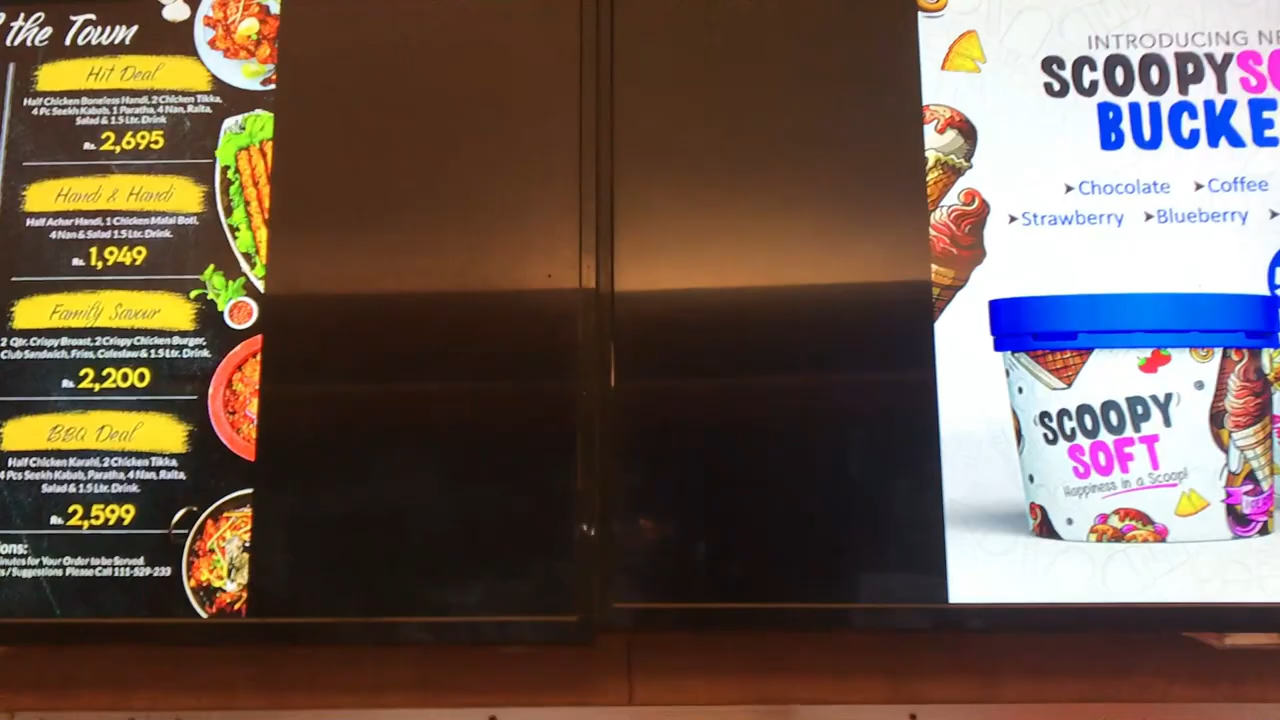 the Town
Hit Deal
Half Chicken Boneless Handi, 2 Chicken Tikka,
4 Pc Seekh Kabab, 1 Paratha, 4 Nan, Raita,
Salad & 1.5 Ltr. Drink
Rs. 2,695
Handi & Handi
Half Achar Handi, 1 Chicken Malai Boti,
4 Nan & Salad 1.5 Ltr. Drink.
Rs. 1,949
Family Savour
2 Qtr. Crispy Broast, 2 Crispy Chicken Burger,
Club Sandwich, Fries, Coleslaw & 1.5 Ltr. Drink.
Rs. 2,200
BBQ Deal
Half Chicken Karahi, 2 Chicken Tikka,
4 Pcs Seekh Kabab, Paratha, 4 Nan, Raita,
Salad & 1.5 Ltr. Drink.
Rs. 2,599
ons:
inutes for Your Order to be Served.
s / Suggestions Please Call 111-529-233
INTRODUCING NE
SCOOPYSO
BUCKE
➤Chocolate ➤Coffee
➤Strawberry ➤Blueberry ➤
SCOOPY
SOFT
Happiness in a Scoop!